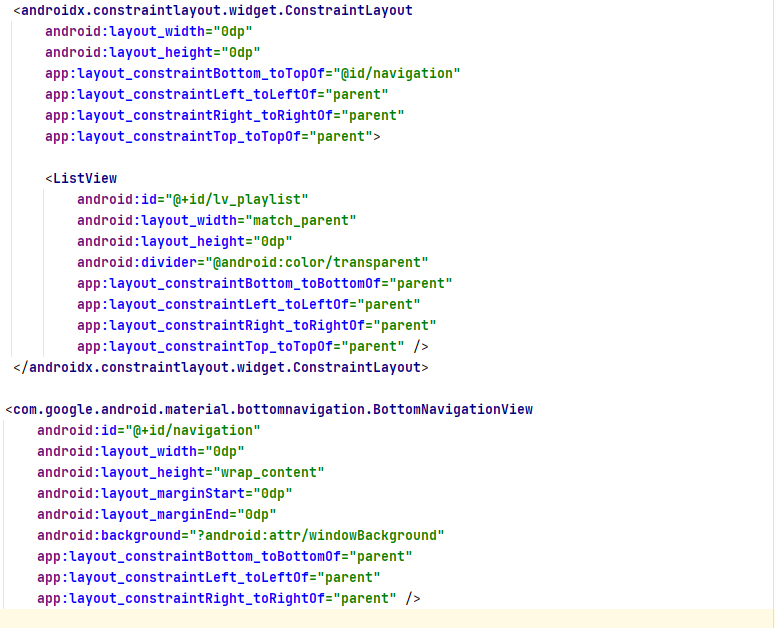 <androidx.constraintlayout.widget.ConstraintLayout
android:layout_width="0dp"
android:layout_height="0dp"
app:layout_constraintBottom_toTopOf="@id/navigation"
app:layout_constraintLeft_toLeftOf="parent"
app:layout_constraintRight_toRightOf="parent"
app:layout_constraintTop_toTopOf="parent">
<ListView
android:id="@+id/lv_playlist"
android:layout_width="match_parent"
android:layout_height="0dp"
android:divider="@android:color/transparent"
app:layout_constraintBottom_toBottomOf="parent"
app:layout_constraintLeft_toLeftOf="parent"
app:layout_constraintRight_toRightOf="parent"
app:layout_constraintTop_toTopOf="parent" />
</androidx.constraintlayout.widget.ConstraintLayout>
<com.google.android.material.bottomnavigation.BottomNavigationView
android:id="@+id/navigation"
android:layout_width="0dp"
android:layout_height="wrap_content"
android:layout_marginStart="0dp"
android:layout_marginEnd="0dp"
android:background="?android:attr/windowBackground"
app:layout_constraintBottom_toBottomOf="parent"
app:layout_constraintLeft_toLeftOf="parent"
app:layout_constraintRight_toRightOf="parent" />